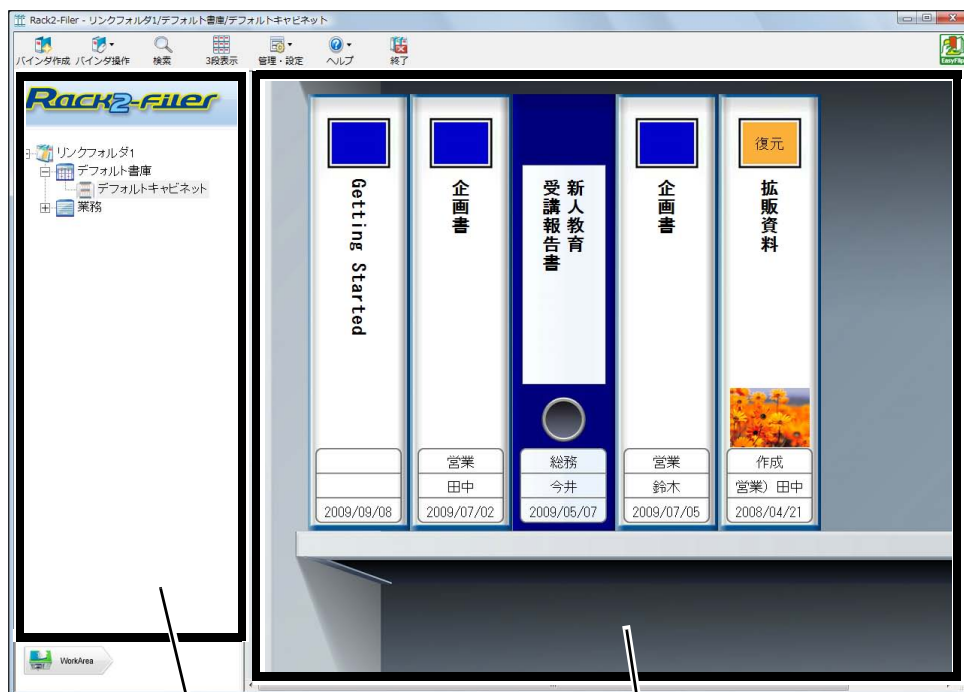 Rack2-Filer - リンクフォルダ1/デフォルト書庫/デフォルトキャビネット
バインダ作成 バインダ操作 検索 3段表示 管理・設定 ヘルプ 終了
EasyFlip
Rack2-Filer
リンクフォルダ1
デフォルト書庫
デフォルトキャビネット
業務
Getting Started
2009/09/08
企画書
営業
田中
2009/07/02
新人教育
受講報告書
総務
今井
2009/05/07
企画書
営業
鈴木
2009/07/05
復元
拡販資料
作成
営業）田中
2008/04/21
WorkArea